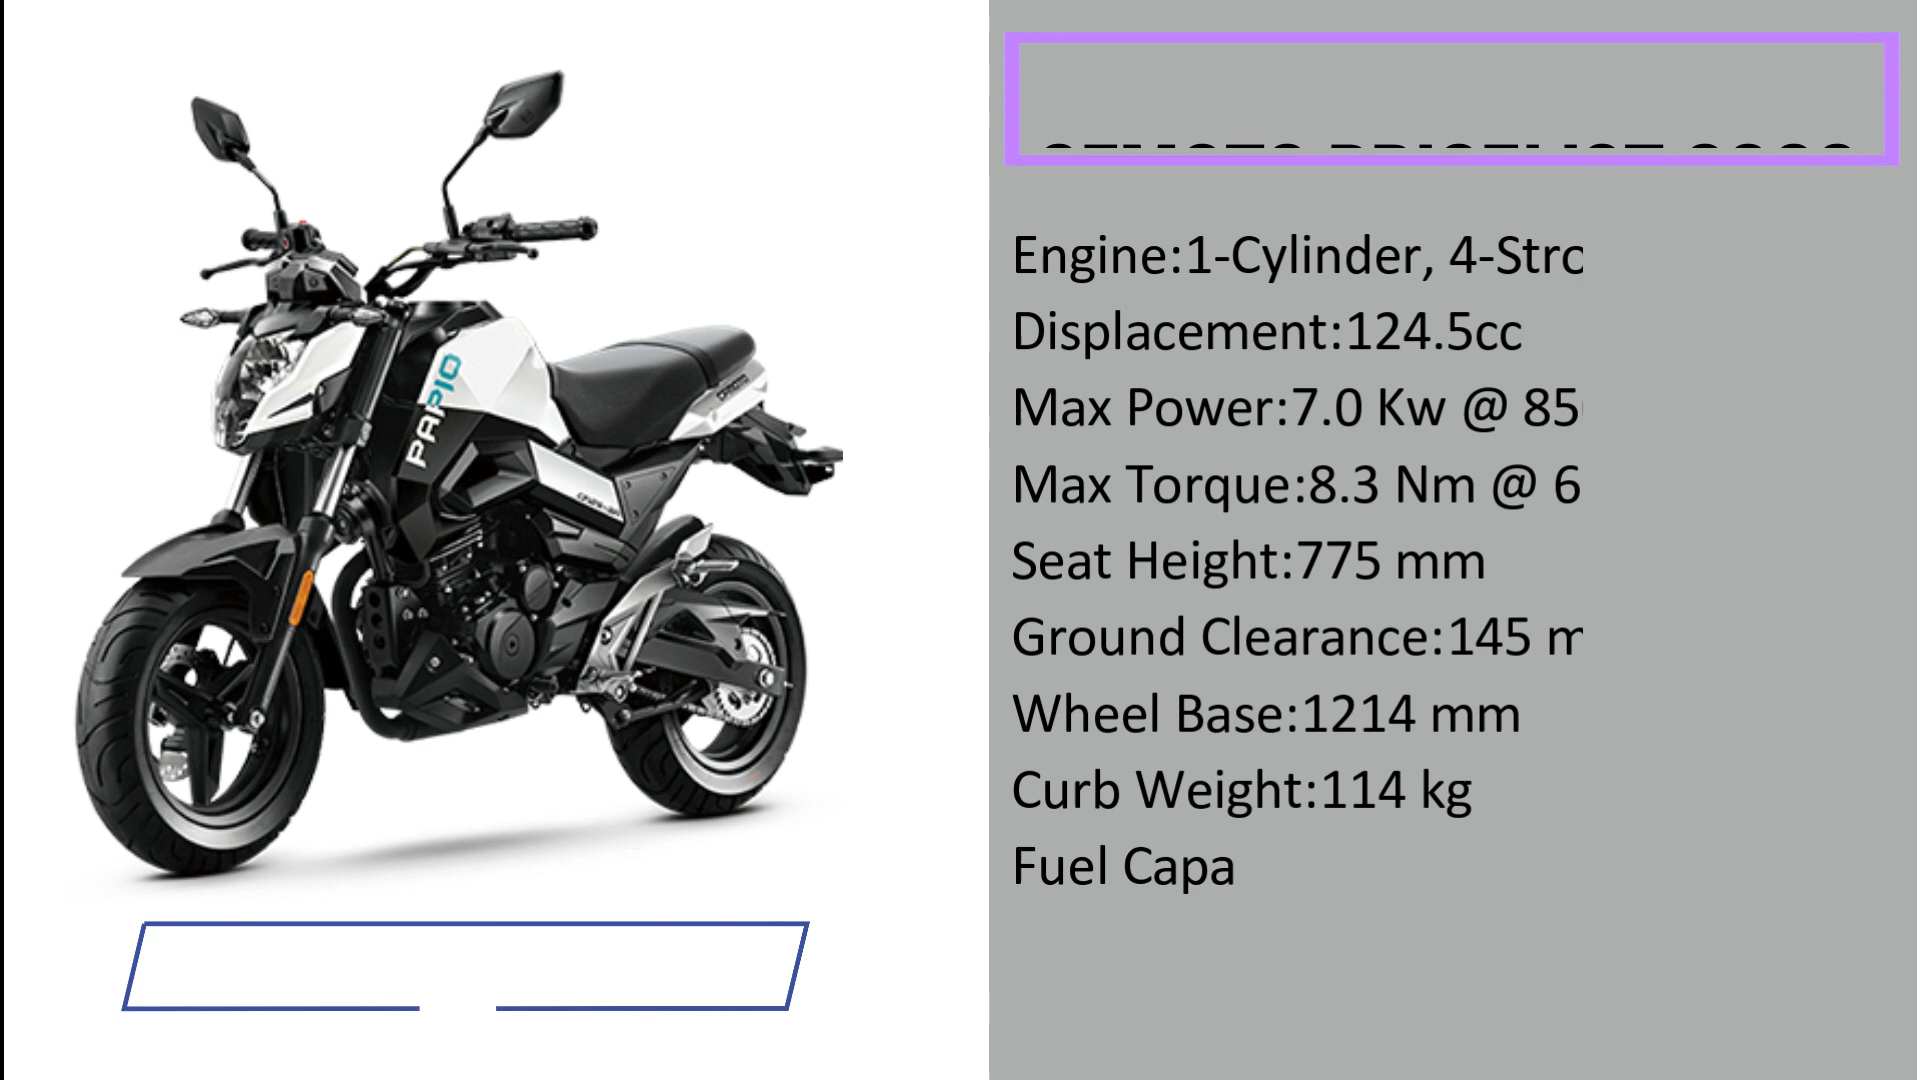 PAPIO
Engine:1-Cylinder, 4-Stro
Displacement:124.5cc
Max Power:7.0 Kw @ 85
Max Torque:8.3 Nm @ 6
Seat Height:775 mm
Ground Clearance:145 m
Wheel Base:1214 mm
Curb Weight:114 kg
Fuel Capa